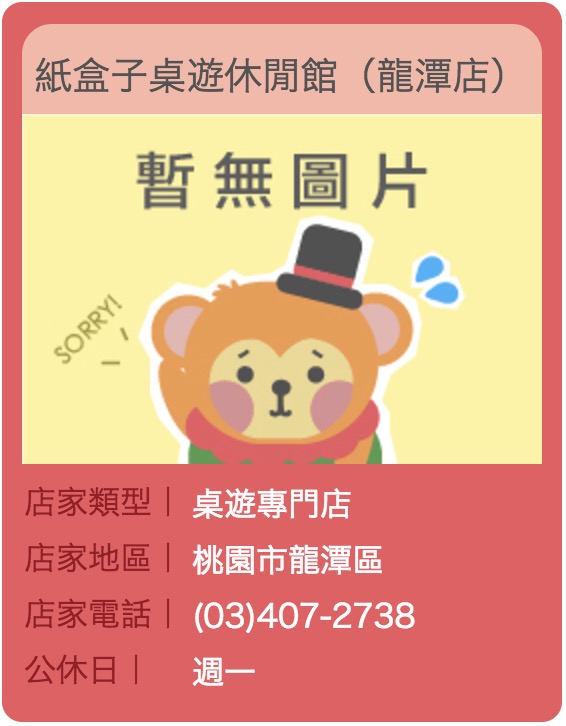 紙盒子桌遊休閒館（龍潭店）
暫無圖片
SORRY!
店家類型｜ 桌遊專門店
店家地區｜ 桃園市龍潭區
店家電話｜ (03)407-2738
公休日｜ 週一